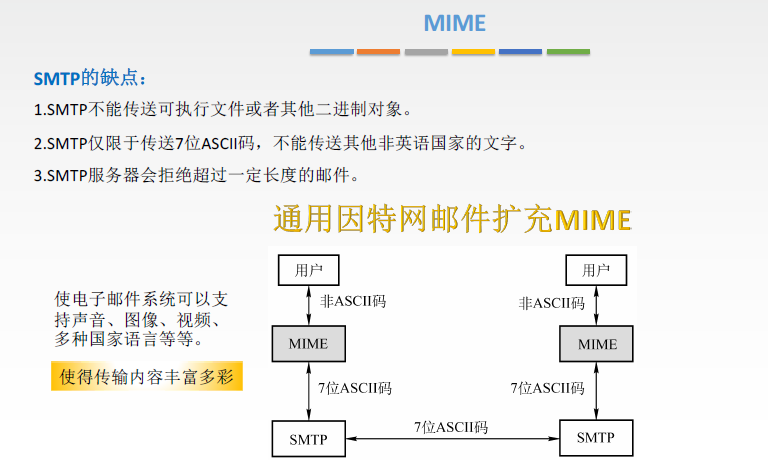 MIME
SMTP的缺点：
1.SMTP不能传送可执行文件或者其他二进制对象。
2.SMTP仅限于传送7位ASCII码，不能传送其他非英语国家的文字。
3.SMTP服务器会拒绝超过一定长度的邮件。
通用因特网邮件扩充MIME
使电子邮件系统可以支
持声音、图像、视频、
多种国家语言等等。
使得传输内容丰富多彩
用户
用户
非ASCII码
非ASCII码
MIME
MIME
7位ASCII码
7位ASCII码
SMTP
7位ASCII码
SMTP